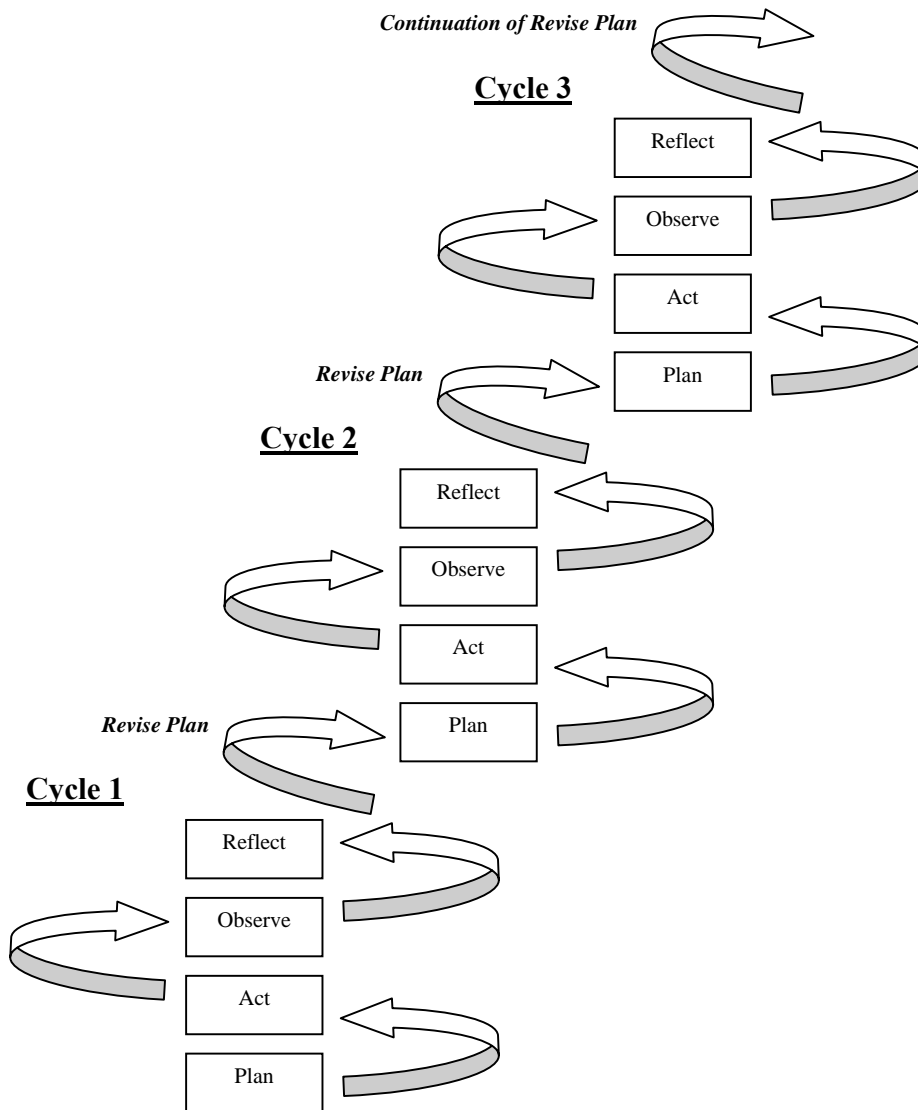 Continuation of Revise Plan
Cycle 3
Reflect
Observe
Act
Revise Plan
Plan
Cycle 2
Reflect
Observe
Act
Revise Plan
Plan
Cycle 1
Reflect
Observe
Act
Plan